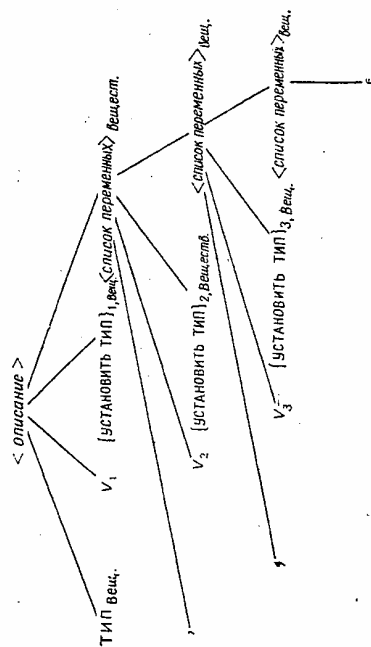 <описание>
ТИП вещ. V₁ {УСТАНОВИТЬ ТИП}₁, вещ. <список переменных> вещест.
, V₂ {УСТАНОВИТЬ ТИП}₂, веществ. <список переменных> вещ.
, V₃ {УСТАНОВИТЬ ТИП}₃, вещ. <список переменных> вещ.
ε